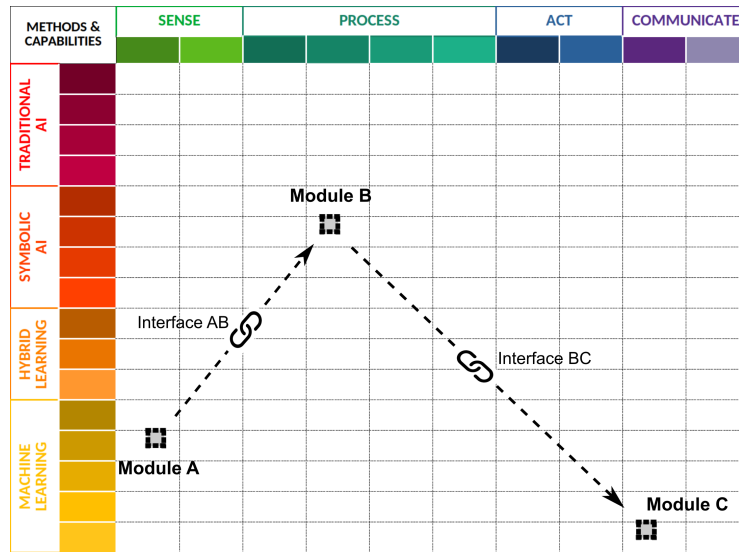 METHODS &
CAPABILITIES
SENSE
PROCESS
ACT
COMMUNICATE
TRADITIONAL
AI
SYMBOLIC
AI
HYBRID
LEARNING
MACHINE
LEARNING
Module B
Interface AB
Interface BC
Module A
Module C